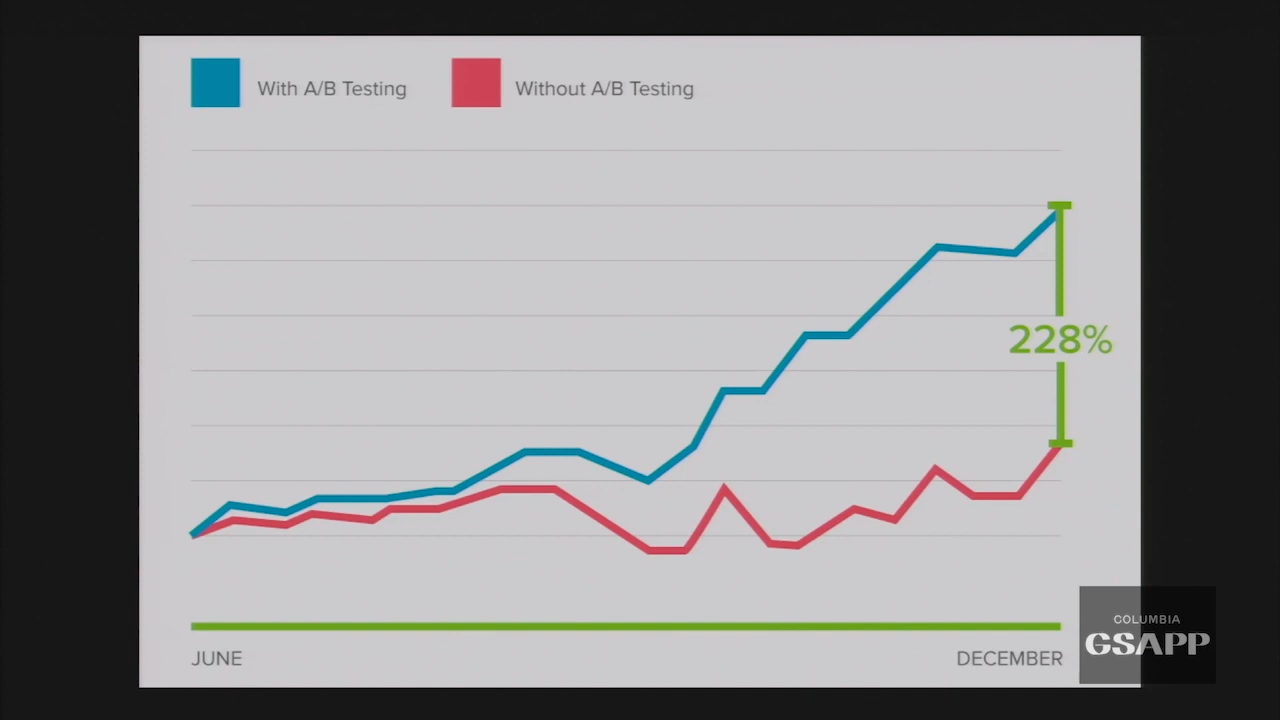 With A/B Testing
Without A/B Testing
228%
JUNE
DECEMBER
COLUMBIA
GSAPP